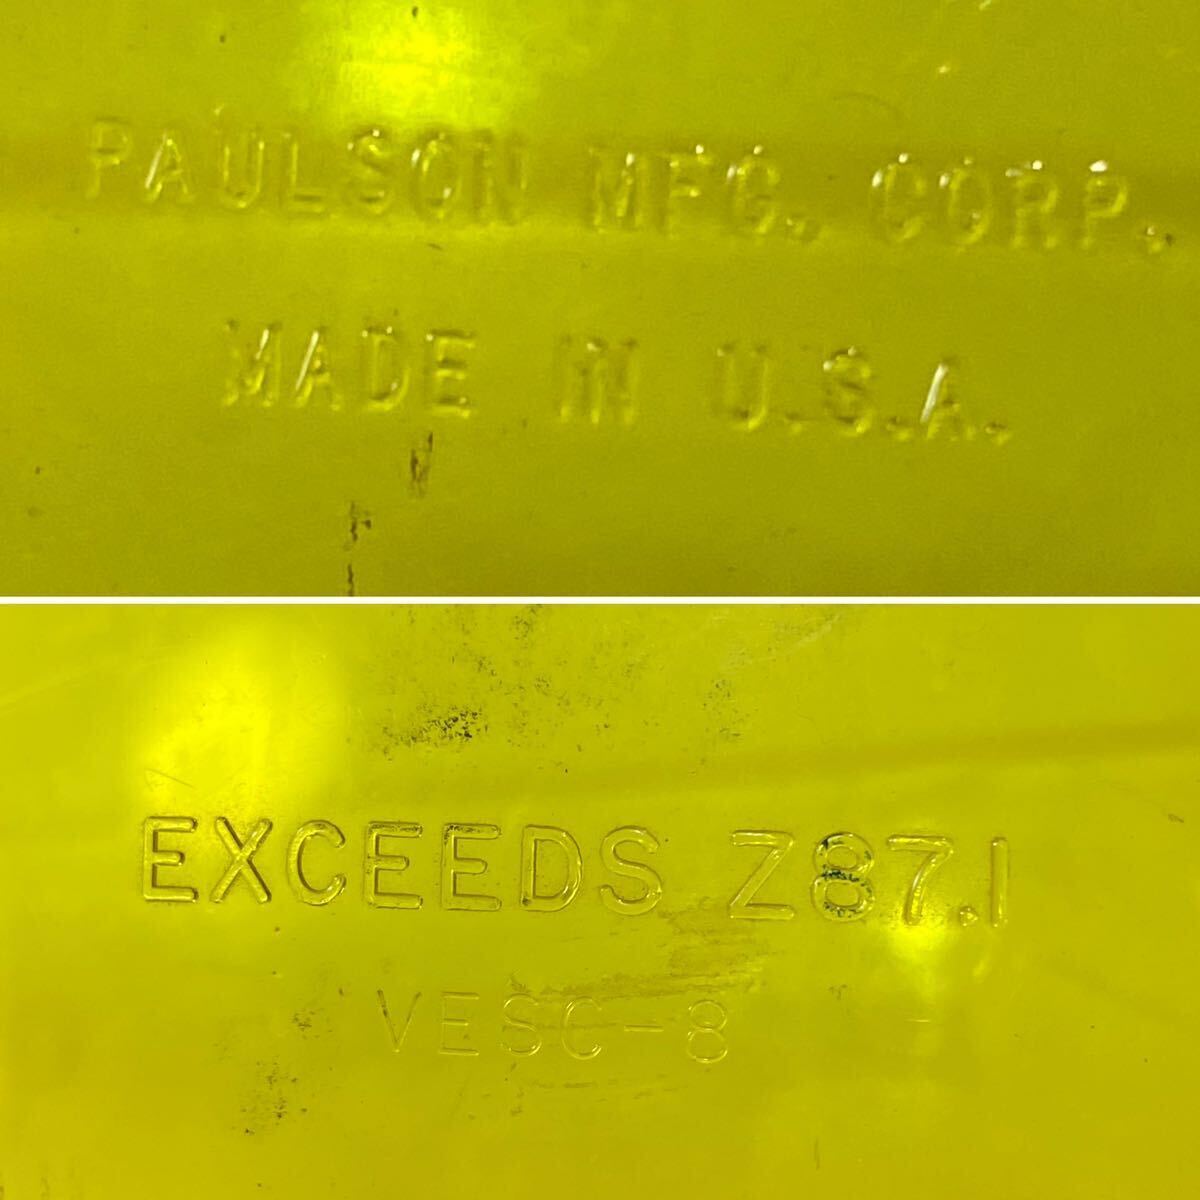 PAULSON MFG. CORP.
MADE IN U.S.A.
EXCEEDS Z87.1
VESC-8